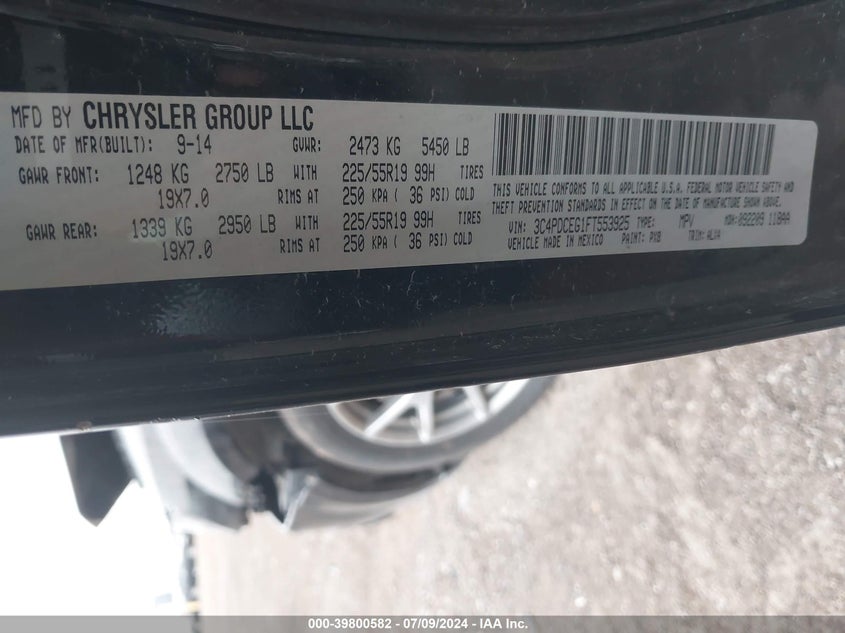 MFD BY CHRYSLER GROUP LLC
DATE OF MFR(BUILT): 9-14 GVWR: 2473 KG 5450 LB
GAWR FRONT: 1248 KG 2750 LB WITH 225/55R19 99H TIRES
19X7.0 RIMS AT 250 KPA ( 36 PSI) COLD
GAWR REAR: 1339 KG 2950 LB WITH 225/55R19 99H TIRES
19X7.0 RIMS AT 250 KPA ( 36 PSI) COLD
THIS VEHICLE CONFORMS TO ALL APPLICABLE U.S.A. FEDERAL MOTOR VEHICLE SAFETY AND
THEFT PREVENTION STANDARDS IN EFFECT ON THE DATE OF MANUFACTURE SHOWN ABOVE.
VIN: 3C4PDCEG1FT553925 TYPE: MPV MDH: 092209 118AA
VEHICLE MADE IN MEXICO PAINT: PXB TRIM: ALX9
000-39800582 - 07/09/2024 - IAA Inc.